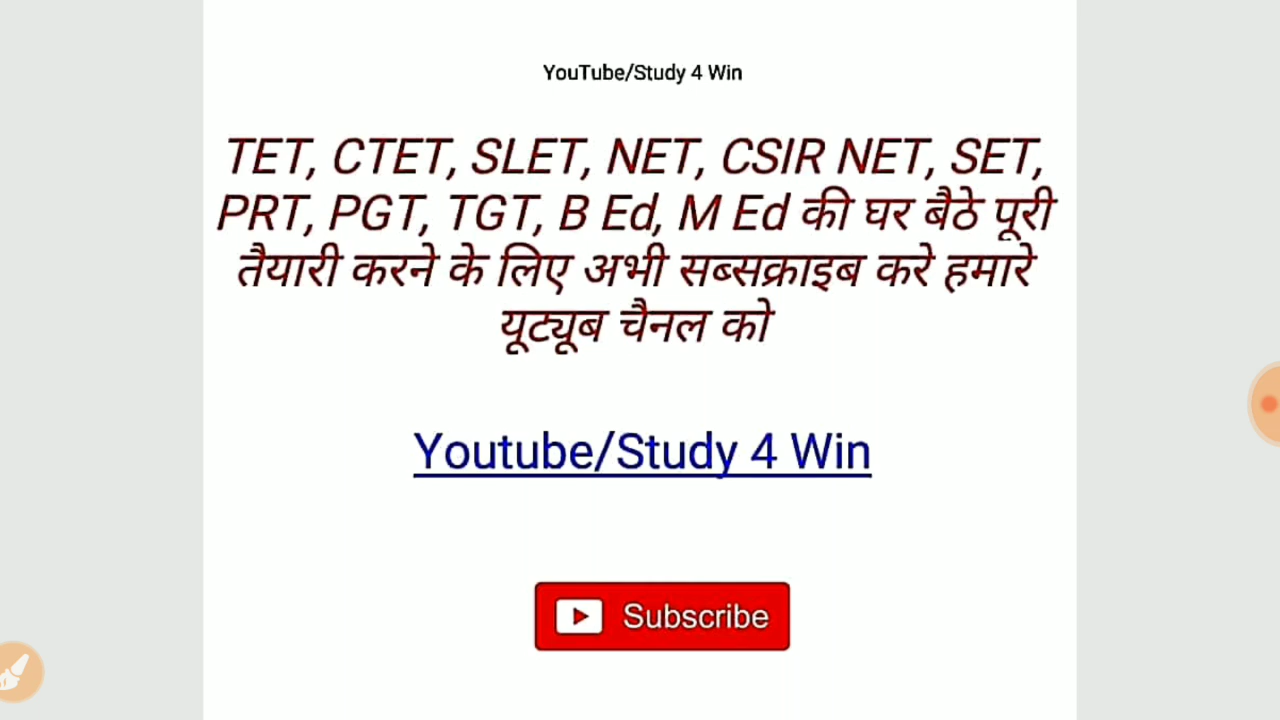 YouTube/Study 4 Win
TET, CTET, SLET, NET, CSIR NET, SET,
PRT, PGT, TGT, B Ed, M Ed की घर बैठे पूरी
तैयारी करने के लिए अभी सब्सक्राइब करे हमारे
यूट्यूब चैनल को
Youtube/Study 4 Win
Subscribe